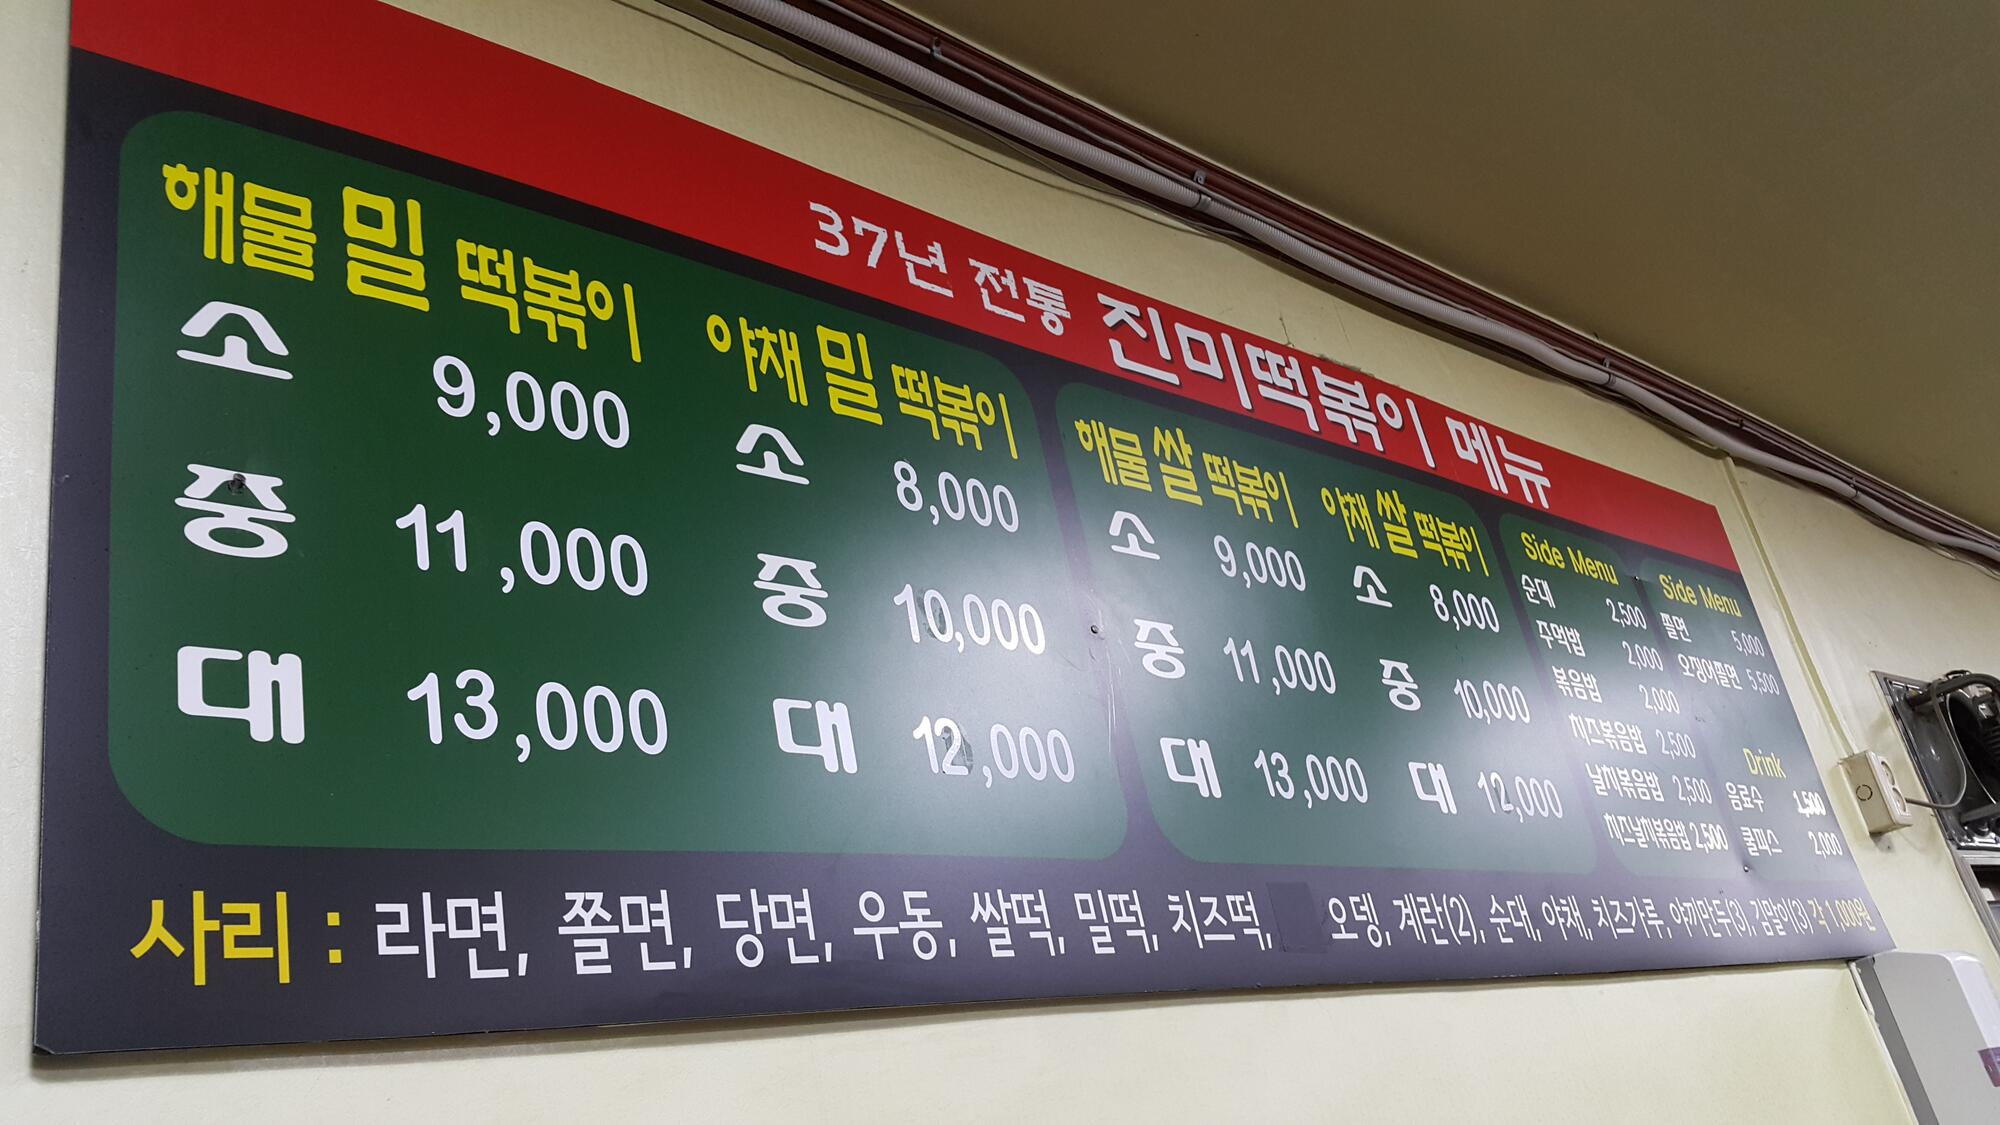 37년 전통 진미떡볶이 메뉴
해물 밀 떡볶이
소 9,000
중 11,000
대 13,000
야채 밀 떡볶이
소 8,000
중 10,000
대 12,000
해물 쌀 떡볶이
소 9,000
중 11,000
대 13,000
야채 쌀 떡볶이
소 8,000
중 10,000
대 12,000
Side Menu
순대 2,500
주먹밥 2,000
볶음밥 2,000
치즈볶음밥 2,500
날치볶음밥 2,500
치즈날치볶음밥 2,500
Side Menu
쫄면 5,000
오징어쫄면 5,500
Drink
음료수 1,500
쿨피스 2,000
사리 : 라면, 쫄면, 당면, 우동, 쌀떡, 밀떡, 치즈떡, 오뎅, 계란(2), 순대, 야채, 치즈가루, 야끼만두(3), 김말이(3) 각 1,000원